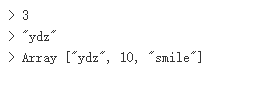 > 3
> "ydz"
> Array ["ydz", 10, "smile"]